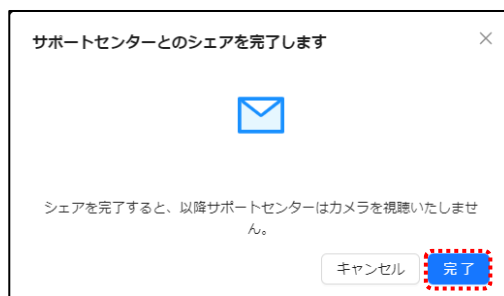 サポートセンターとのシェアを完了します
シェアを完了すると、以降サポートセンターはカメラを視聴いたしませ
ん。
キャンセル
完了